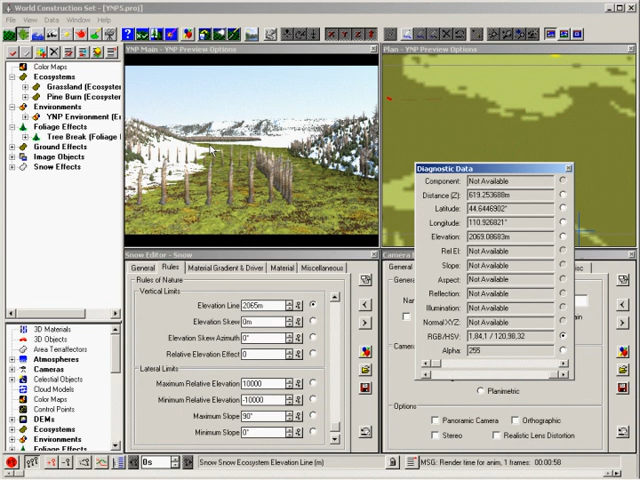 World Construction Set - [YNPS.proj]
File View Data Window Help
YNP Main - YNP Preview Options
Plan - YNP Preview Options
Color Maps
Ecosystems
Grassland (Ecosyste
Pine Burn (Ecosyste
Environments
YNP Environment (En
Foliage Effects
Tree Break (Foliage
Ground Effects
Image Objects
Snow Effects
Diagnostic Data
Component: Not Available
Distance (Z): 619.253688m
Latitude: 44.6446902°
Longitude: 110.926821°
Elevation: 2069.08683m
Rel El: Not Available
Slope: Not Available
Aspect: Not Available
Reflection: Not Available
Illumination: Not Available
Normal XYZ: Not Available
RGB/HSV: 1,84,1 / 120,98,32
Alpha: 255
Snow Editor - Snow
General Rules Material Gradient & Driver Material Miscellaneous
Rules of Nature
Vertical Limits
Elevation Line 2065m
Elevation Skew 0m
Elevation Skew Azimuth 0°
Relative Elevation Effect 0
Lateral Limits
Maximum Relative Elevation 10000
Minimum Relative Elevation -10000
Maximum Slope 90°
Minimum Slope 0°
Planimetric
Options
Panoramic Camera Orthographic
Stereo Realistic Lens Distortion
3D Materials
3D Objects
Area Terraffectors
Atmospheres
Cameras
Celestial Objects
Cloud Models
Color Maps
Control Points
DEMs
Ecosystems
Environments
Foliage Effects
0s
Snow Snow Ecosystem Elevation Line (m)
MSG: Render time for anim, 1 frames: 00:00:58